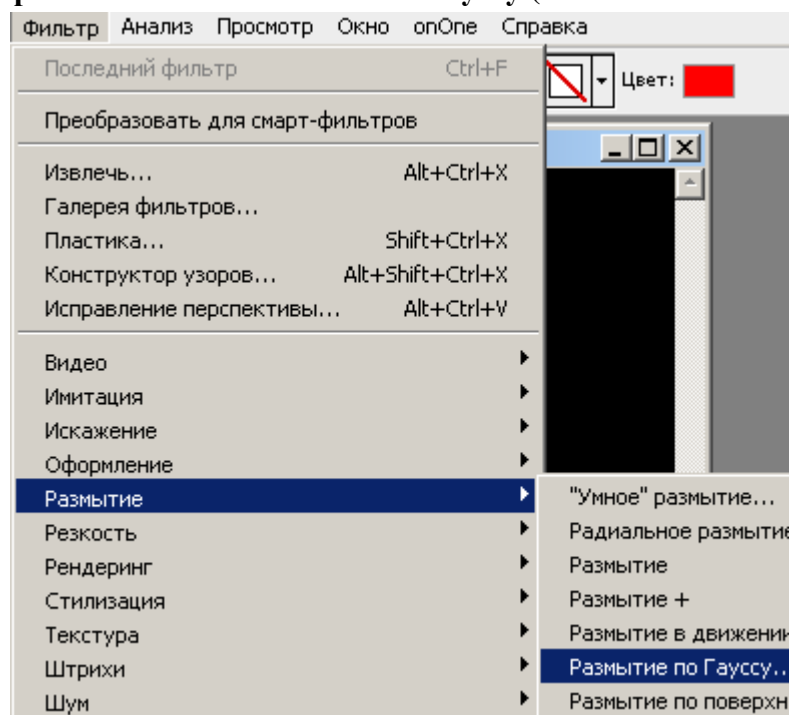 Фильтр Анализ Просмотр Окно onOne Справка
Последний фильтр Ctrl+F
Цвет:
Преобразовать для смарт-фильтров
Извлечь... Alt+Ctrl+X
Галерея фильтров...
Пластика... Shift+Ctrl+X
Конструктор узоров... Alt+Shift+Ctrl+X
Исправление перспективы... Alt+Ctrl+V
Видео
Имитация
Искажение
Оформление
Размытие
"Умное" размытие...
Резкость
Радиальное размытие
Рендеринг
Размытие
Стилизация
Размытие +
Текстура
Размытие в движении
Штрихи
Размытие по Гауссу..
Шум
Размытие по поверхн